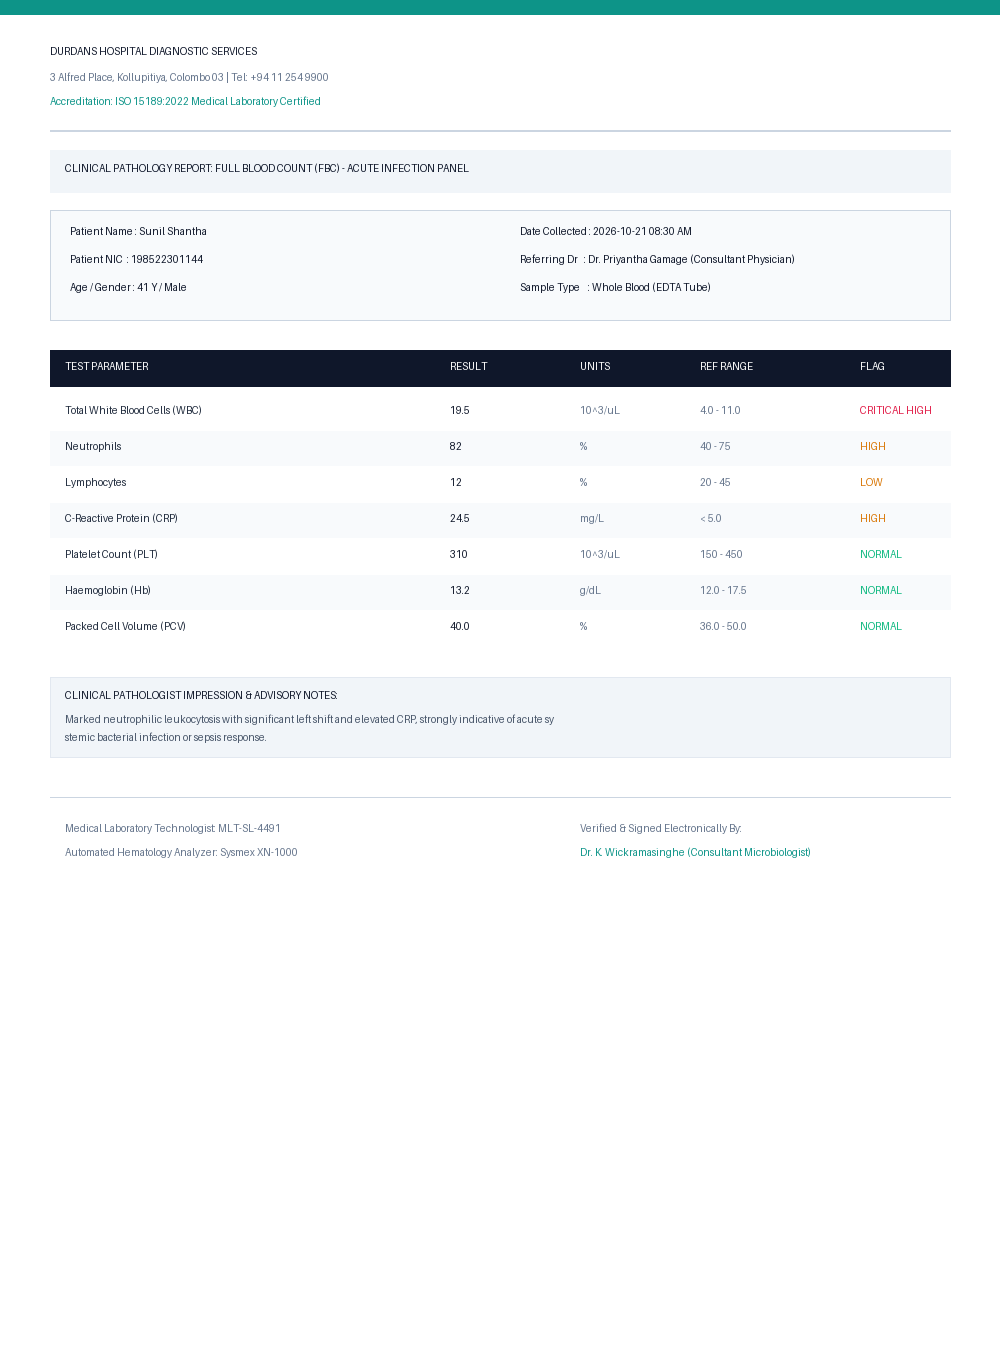 DURDANS HOSPITAL DIAGNOSTIC SERVICES
3 Alfred Place, Kollupitiya, Colombo 03 | Tel: +94 11 254 9900
Accreditation: ISO 15189:2022 Medical Laboratory Certified
CLINICAL PATHOLOGY REPORT: FULL BLOOD COUNT (FBC) - ACUTE INFECTION PANEL
Patient Name : Sunil Shantha Date Collected : 2026-10-21 08:30 AM
Patient NIC : 198522301144 Referring Dr : Dr. Priyantha Gamage (Consultant Physician)
Age / Gender : 41 Y / Male Sample Type : Whole Blood (EDTA Tube)
TEST PARAMETER RESULT UNITS REF RANGE FLAG
Total White Blood Cells (WBC) 19.5 10^3/uL 4.0 - 11.0 CRITICAL HIGH
Neutrophils 82 % 40 - 75 HIGH
Lymphocytes 12 % 20 - 45 LOW
C-Reactive Protein (CRP) 24.5 mg/L < 5.0 HIGH
Platelet Count (PLT) 310 10^3/uL 150 - 450 NORMAL
Haemoglobin (Hb) 13.2 g/dL 12.0 - 17.5 NORMAL
Packed Cell Volume (PCV) 40.0 % 36.0 - 50.0 NORMAL
CLINICAL PATHOLOGIST IMPRESSION & ADVISORY NOTES:
Marked neutrophilic leukocytosis with significant left shift and elevated CRP, strongly indicative of acute sy
stemic bacterial infection or sepsis response.
Medical Laboratory Technologist: MLT-SL-4491 Verified & Signed Electronically By:
Automated Hematology Analyzer: Sysmex XN-1000 Dr. K. Wickramasinghe (Consultant Microbiologist)